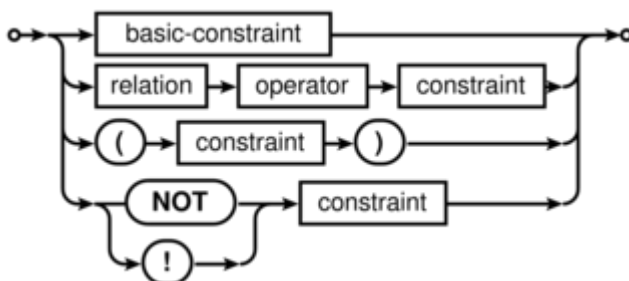 basic-constraint
relation operator constraint
( constraint )
NOT constraint
!